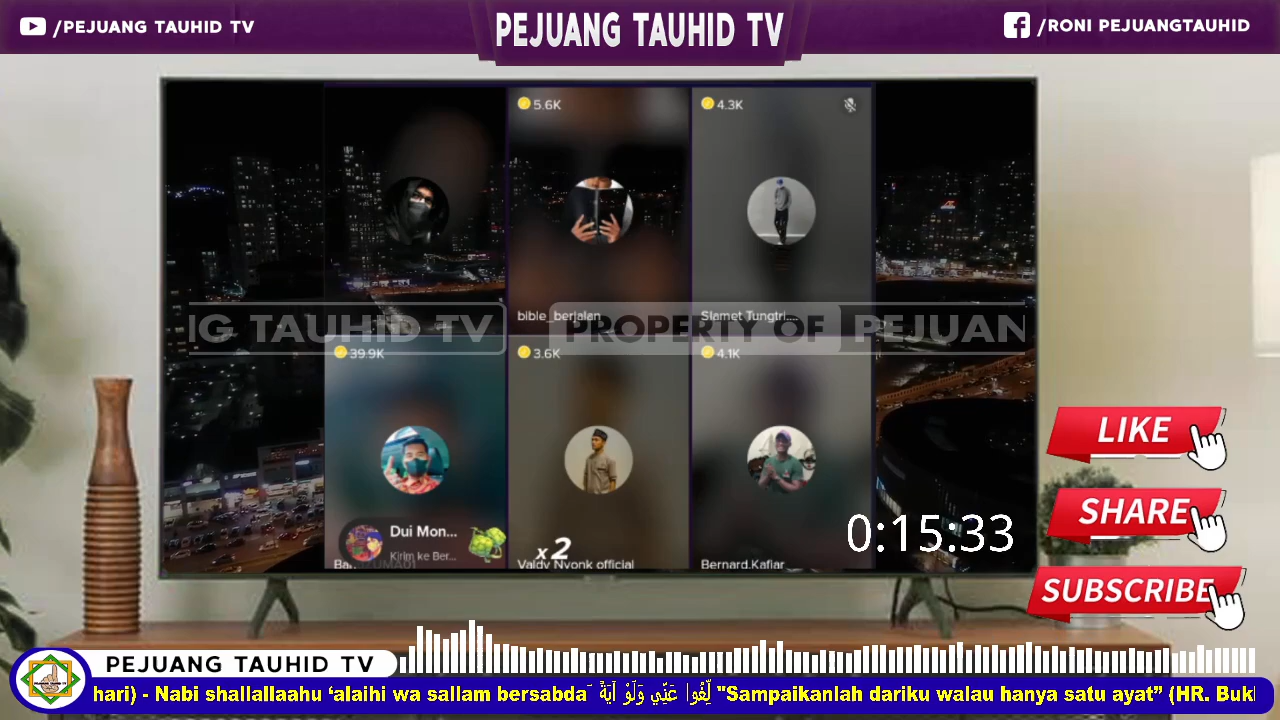 /PEJUANG TAUHID TV
PEJUANG TAUHID TV
/RONI PEJUANGTAUHID
5.6K
4.3K
bible_berjalan
Slamet Tungtri....
IG TAUHID TV
PROPERTY OF
PEJUAN
39.9K
3.6K
4.1K
Dui Mon...
Kirim ke Ber...
x2
Valdy Nyonk official
Bernard.Kafiar
0:15:33
LIKE
SHARE
SUBSCRIBE
PEJUANG TAUHID TV
hari) - Nabi shallallaahu ‘alaihi wa sallam bersabda َ لِّغُوا عَنِّي وَلَوْ آيَةً "Sampaikanlah dariku walau hanya satu ayat” (HR. Buk